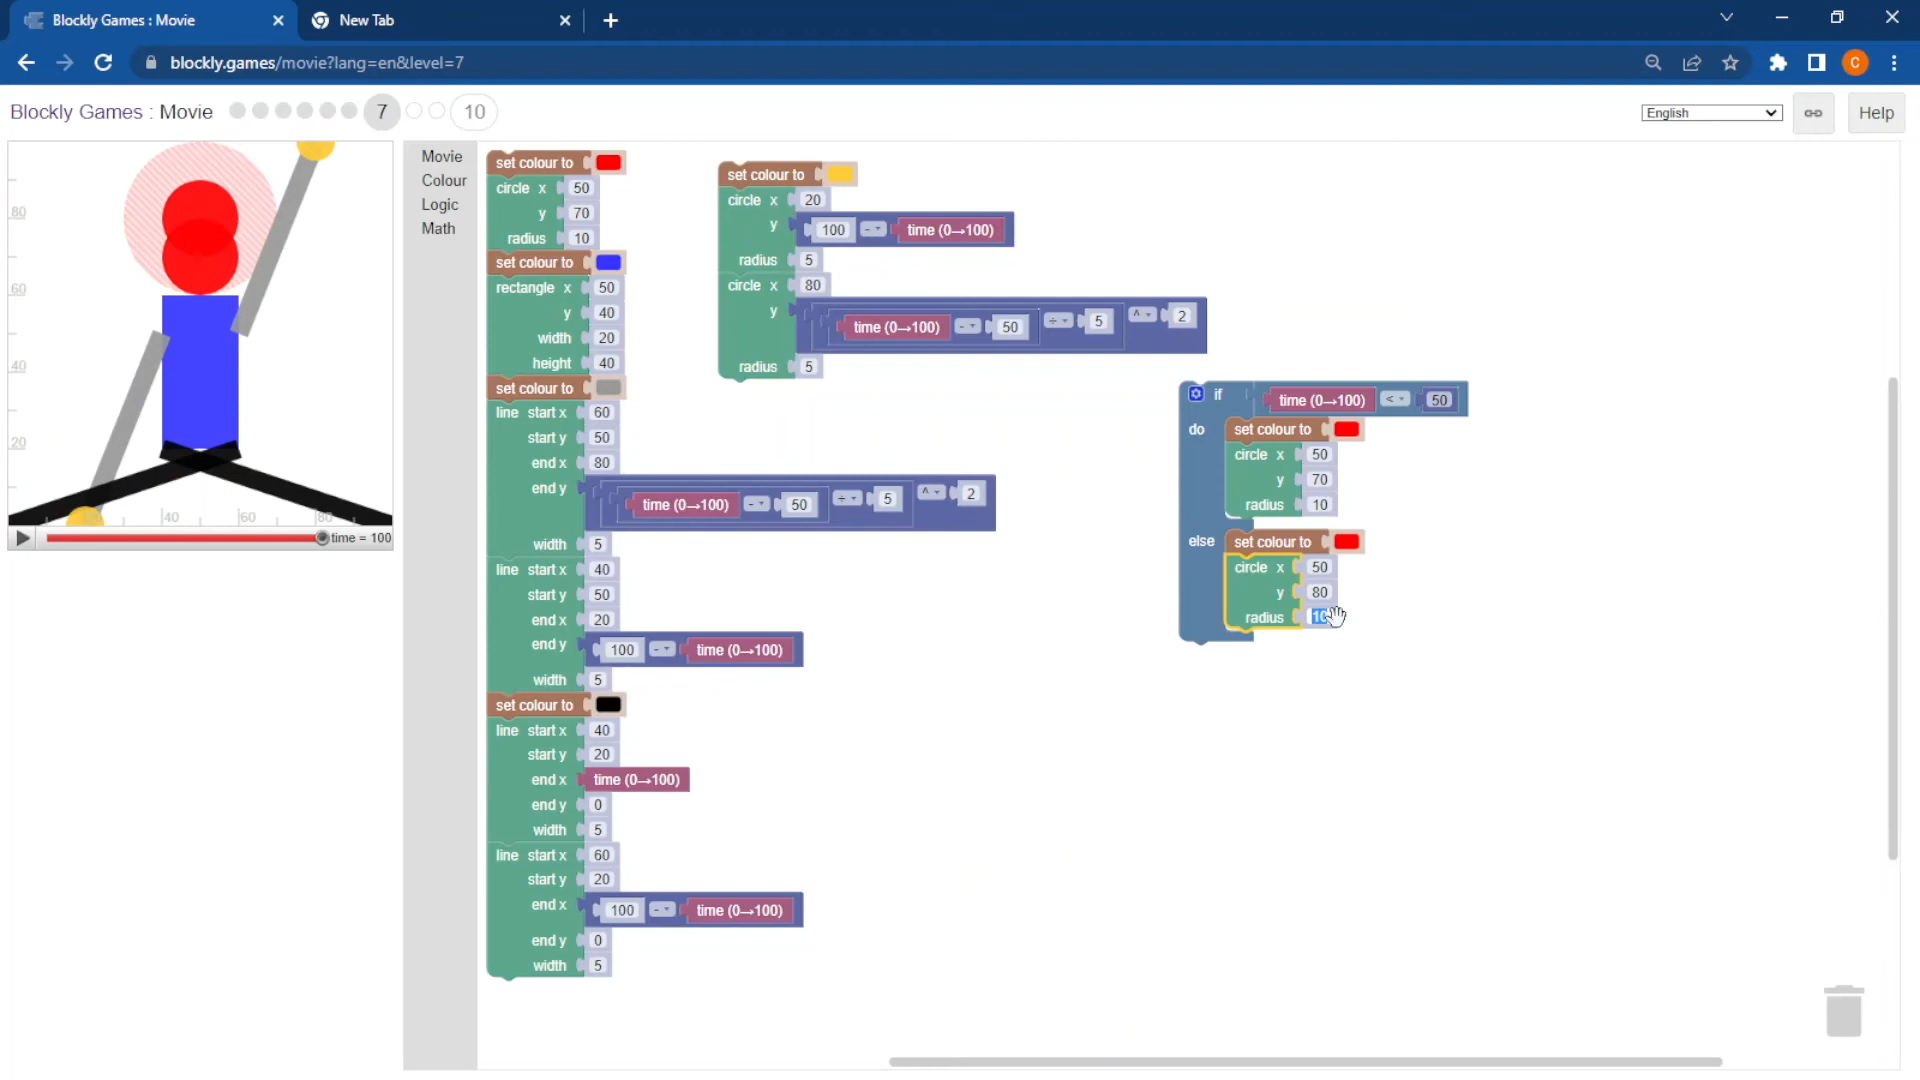 Blockly Games : Movie
New Tab
blockly.games/movie?lang=en&level=7
C
Blockly Games : Movie
7
10
English
Help
80
60
40
20
40
60
80
time = 100
Movie
Colour
Logic
Math
set colour to
circle x 50
y 70
radius 10
set colour to
rectangle x 50
y 40
width 20
height 40
set colour to
line start x 60
start y 50
end x 80
end y time (0→100) - 50 ÷ 5 ^ 2
width 5
line start x 40
start y 50
end x 20
end y 100 - time (0→100)
width 5
set colour to
line start x 40
start y 20
end x time (0→100)
end y 0
width 5
line start x 60
start y 20
end x 100 - time (0→100)
end y 0
width 5
set colour to
circle x 20
y 100 - time (0→100)
radius 5
circle x 80
y time (0→100) - 50 ÷ 5 ^ 2
radius 5
if time (0→100) < 50
do set colour to
circle x 50
y 70
radius 10
else set colour to
circle x 50
y 80
radius 10